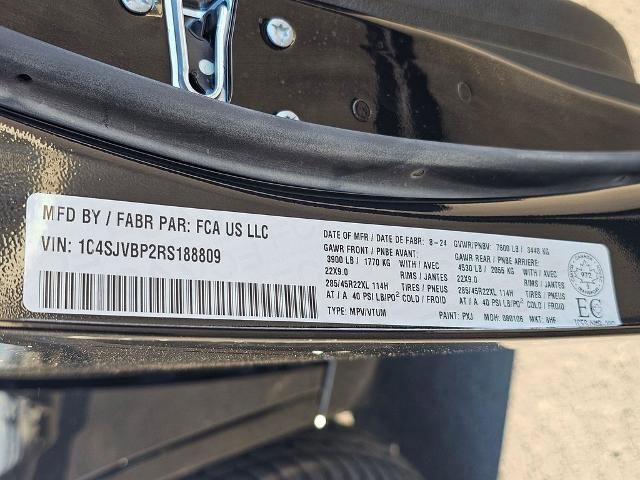 MFD BY / FABR PAR: FCA US LLC
VIN: 1C4SJVBP2RS188809
DATE OF MFR / DATE DE FABR: 8-24 GVWR/PNBV: 7600 LB / 3448 KG
GAWR FRONT / PNBE AVANT: GAWR REAR / PNBE ARRIERE:
3900 LB / 1770 KG WITH / AVEC 4530 LB / 2055 KG WITH / AVEC
22X9.0 RIMS / JANTES 22X9.0 RIMS / JANTES
285/45R22XL 114H TIRES / PNEUS 285/45R22XL 114H TIRES / PNEUS
AT / A 40 PSI LB/PO² COLD / FROID AT / A 40 PSI LB/PO² COLD / FROID
TYPE: MPV/VTUM PAINT: PXJ MDH: MKT:
EC